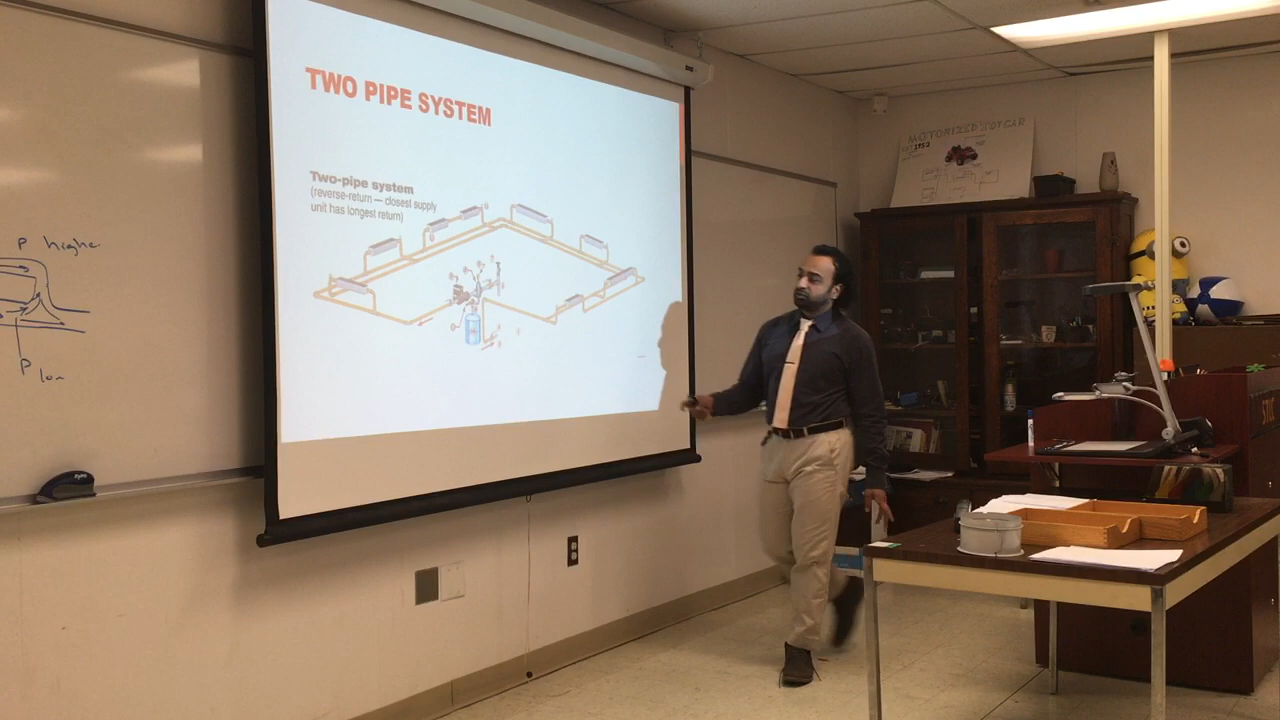 TWO PIPE SYSTEM
Two-pipe system
(reverse-return — closest supply
unit has longest return)
P higher
P low
MOTORIZED TOY CAR